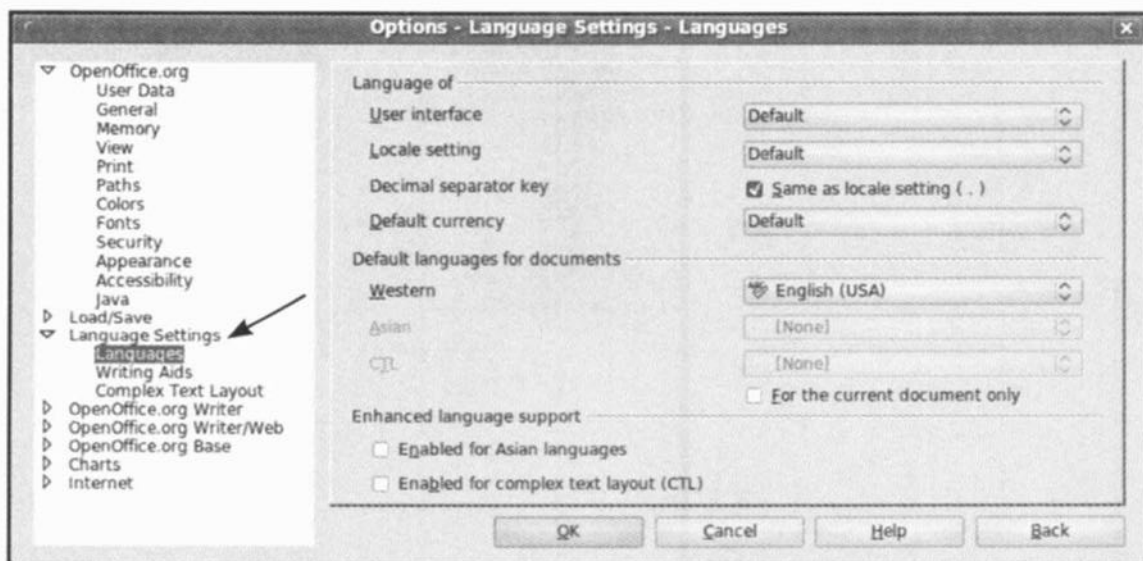 Options - Language Settings - Languages
OpenOffice.org
User Data
General
Memory
View
Print
Paths
Colors
Fonts
Security
Appearance
Accessibility
Java
Load/Save
Language Settings
Languages
Writing Aids
Complex Text Layout
OpenOffice.org Writer
OpenOffice.org Writer/Web
OpenOffice.org Base
Charts
Internet
Language of
User interface Default
Locale setting Default
Decimal separator key Same as locale setting ( . )
Default currency Default
Default languages for documents
Western English (USA)
Asian [None]
CTL [None]
For the current document only
Enhanced language support
Enabled for Asian languages
Enabled for complex text layout (CTL)
OK Cancel Help Back